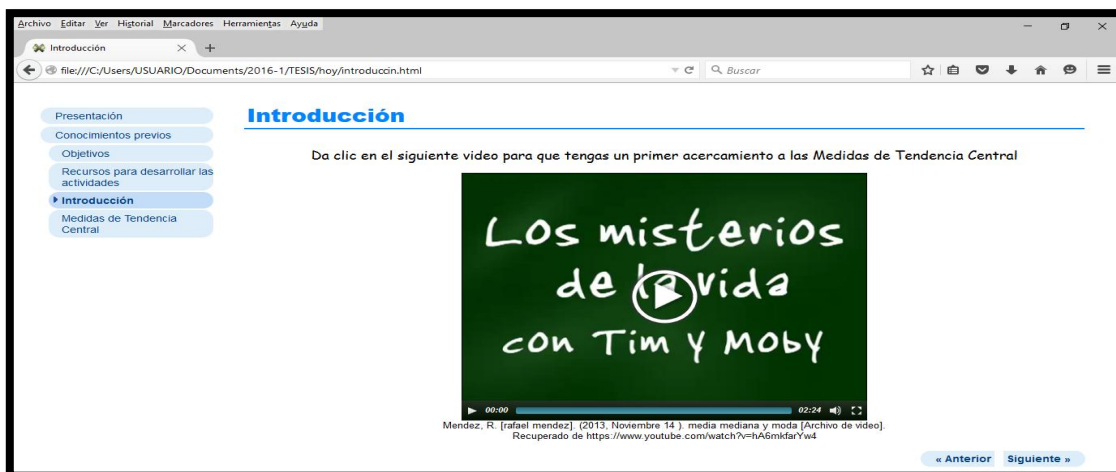 Archivo Editar Ver Historial Marcadores Herramientas Ayuda
Introducción
file:///C:/Users/USUARIO/Documents/2016-1/TESIS/hoy/introduccin.html
Buscar
Presentación
Conocimientos previos
Objetivos
Recursos para desarrollar las
actividades
Introducción
Medidas de Tendencia
Central
Introducción
Da clic en el siguiente video para que tengas un primer acercamiento a las Medidas de Tendencia Central
Los misterios
de la vida
con Tim y Moby
00:00 02:24
Mendez, R. [rafael mendez]. (2013, Noviembre 14 ). media mediana y moda [Archivo de video].
Recuperado de https://www.youtube.com/watch?v=hA6mkfarYw4
« Anterior Siguiente »